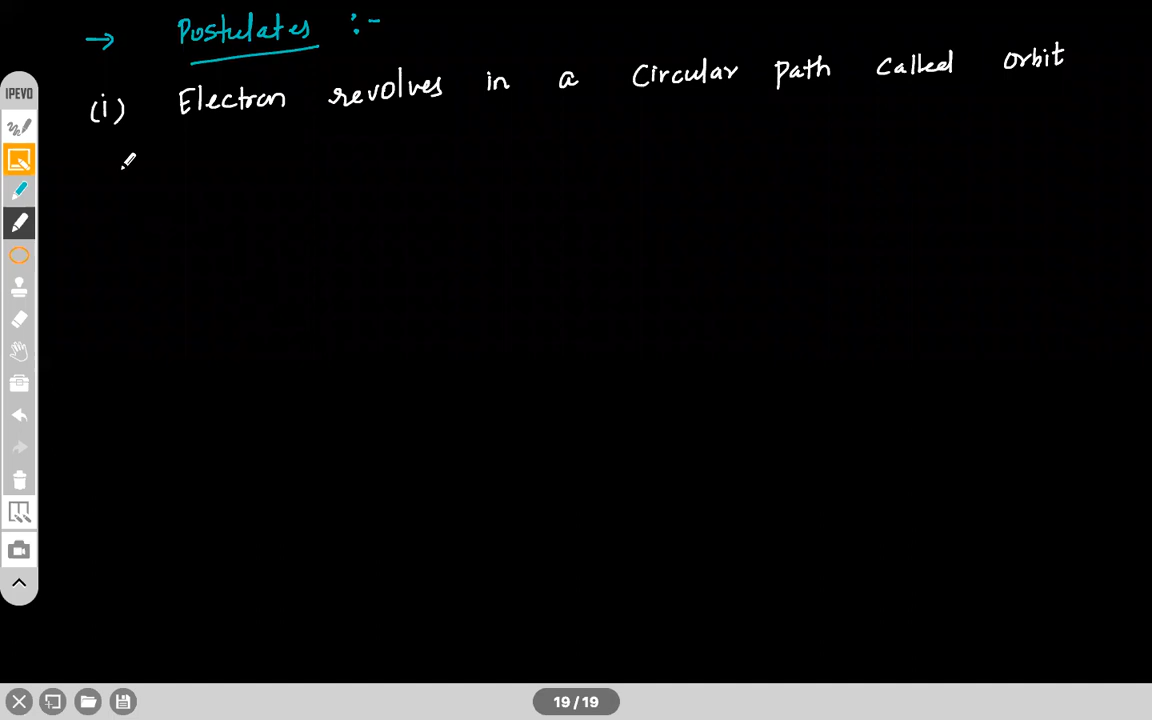 → Postulates :-
(i) Electron revolves in a Circular path called orbit
IPEVO
19 / 19